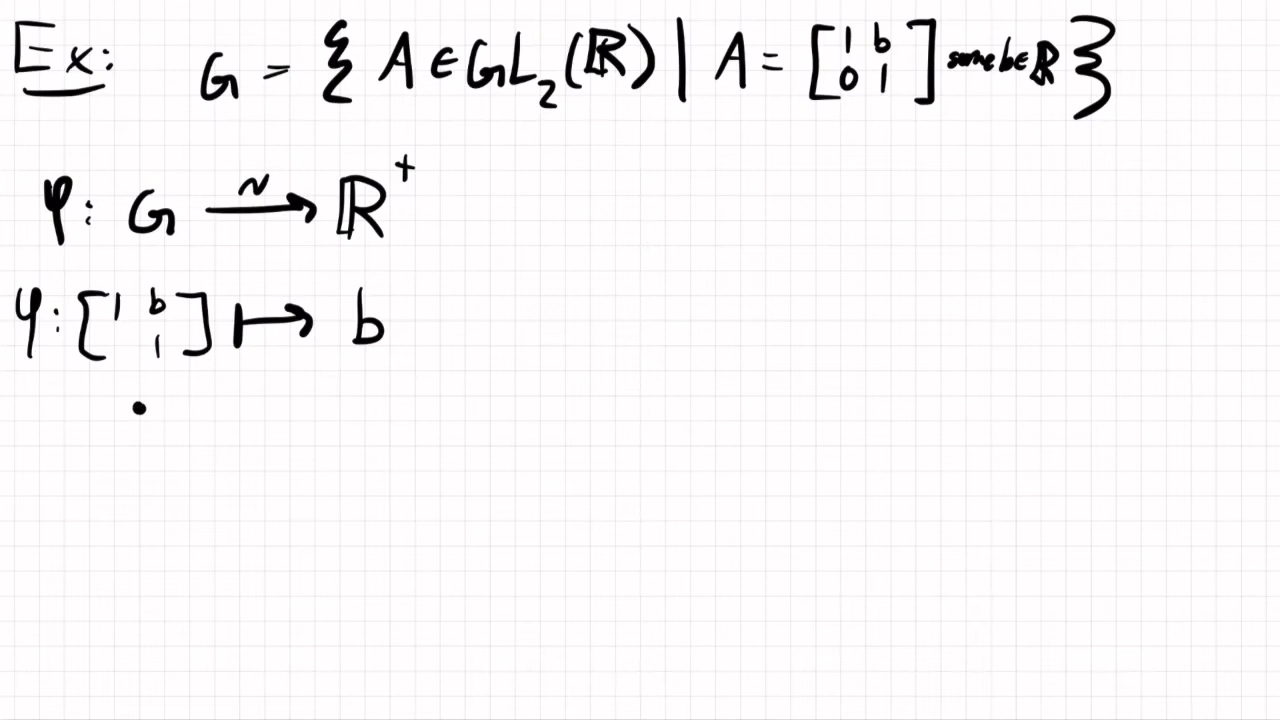 Ex: G = { A ∈ GL₂(ℝ) | A = [1 b; 0 1] some b ∈ ℝ }
φ: G ⥲ ℝ⁺
φ: [1 b; 1] ↦ b